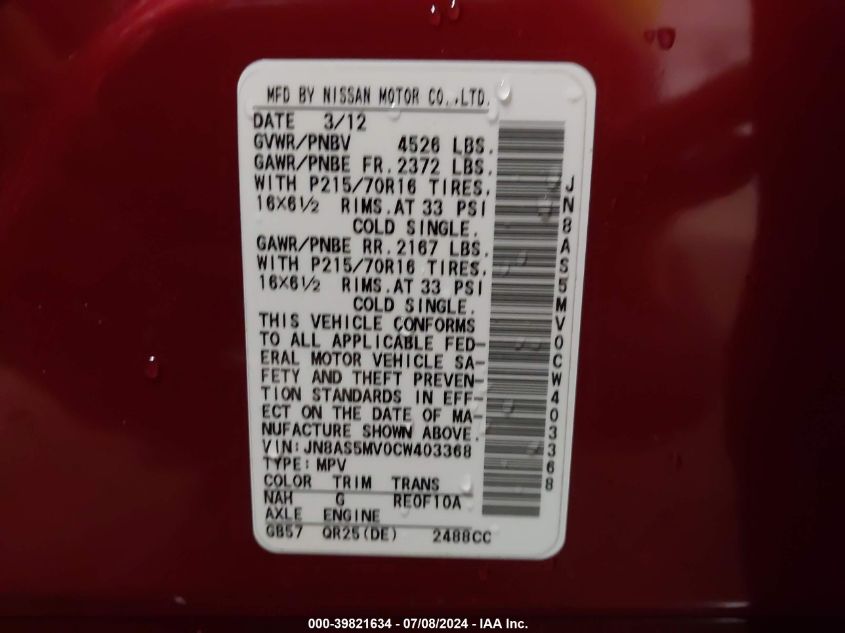 MFD BY NISSAN MOTOR CO.,LTD.
DATE 3/12
GVWR/PNBV 4526 LBS.
GAWR/PNBE FR. 2372 LBS.
WITH P215/70R16 TIRES.
16X6½ RIMS. AT 33 PSI
COLD SINGLE.
GAWR/PNBE RR. 2167 LBS.
WITH P215/70R16 TIRES.
16X6½ RIMS. AT 33 PSI
COLD SINGLE.
THIS VEHICLE CONFORMS
TO ALL APPLICABLE FED-
ERAL MOTOR VEHICLE SA-
FETY AND THEFT PREVEN-
TION STANDARDS IN EFF-
ECT ON THE DATE OF MA-
NUFACTURE SHOWN ABOVE.
VIN: JN8AS5MV0CW403368
TYPE: MPV
COLOR TRIM TRANS
NAH G RE0F10A
AXLE ENGINE
GB57 QR25(DE) 2488CC
JN8AS5MV0CW403368
000-39821634 - 07/08/2024 - IAA Inc.